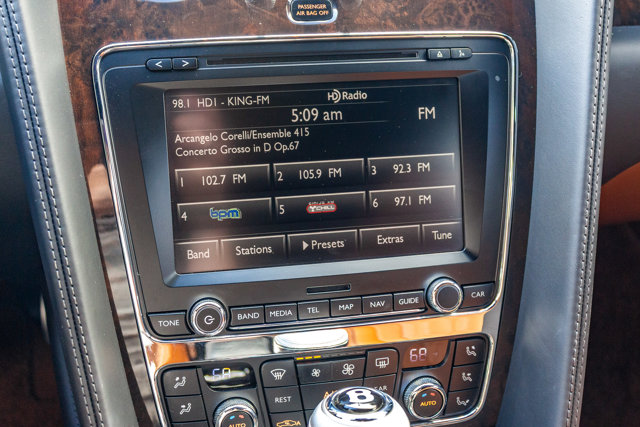 PASSENGER
AIR BAG OFF
< >
98.1 HD1 - KING-FM HD Radio
5:09 am FM
Arcangelo Corelli/Ensemble 415
Concerto Grosso in D Op.67
1 102.7 FM 2 105.9 FM 3 92.3 FM
4 bpm 5 CHILL 6 97.1 FM
Band Stations ▶ Presets Extras Tune
TONE BAND MEDIA TEL MAP NAV GUIDE CAR
68
REST CAR
AUTO B AUTO